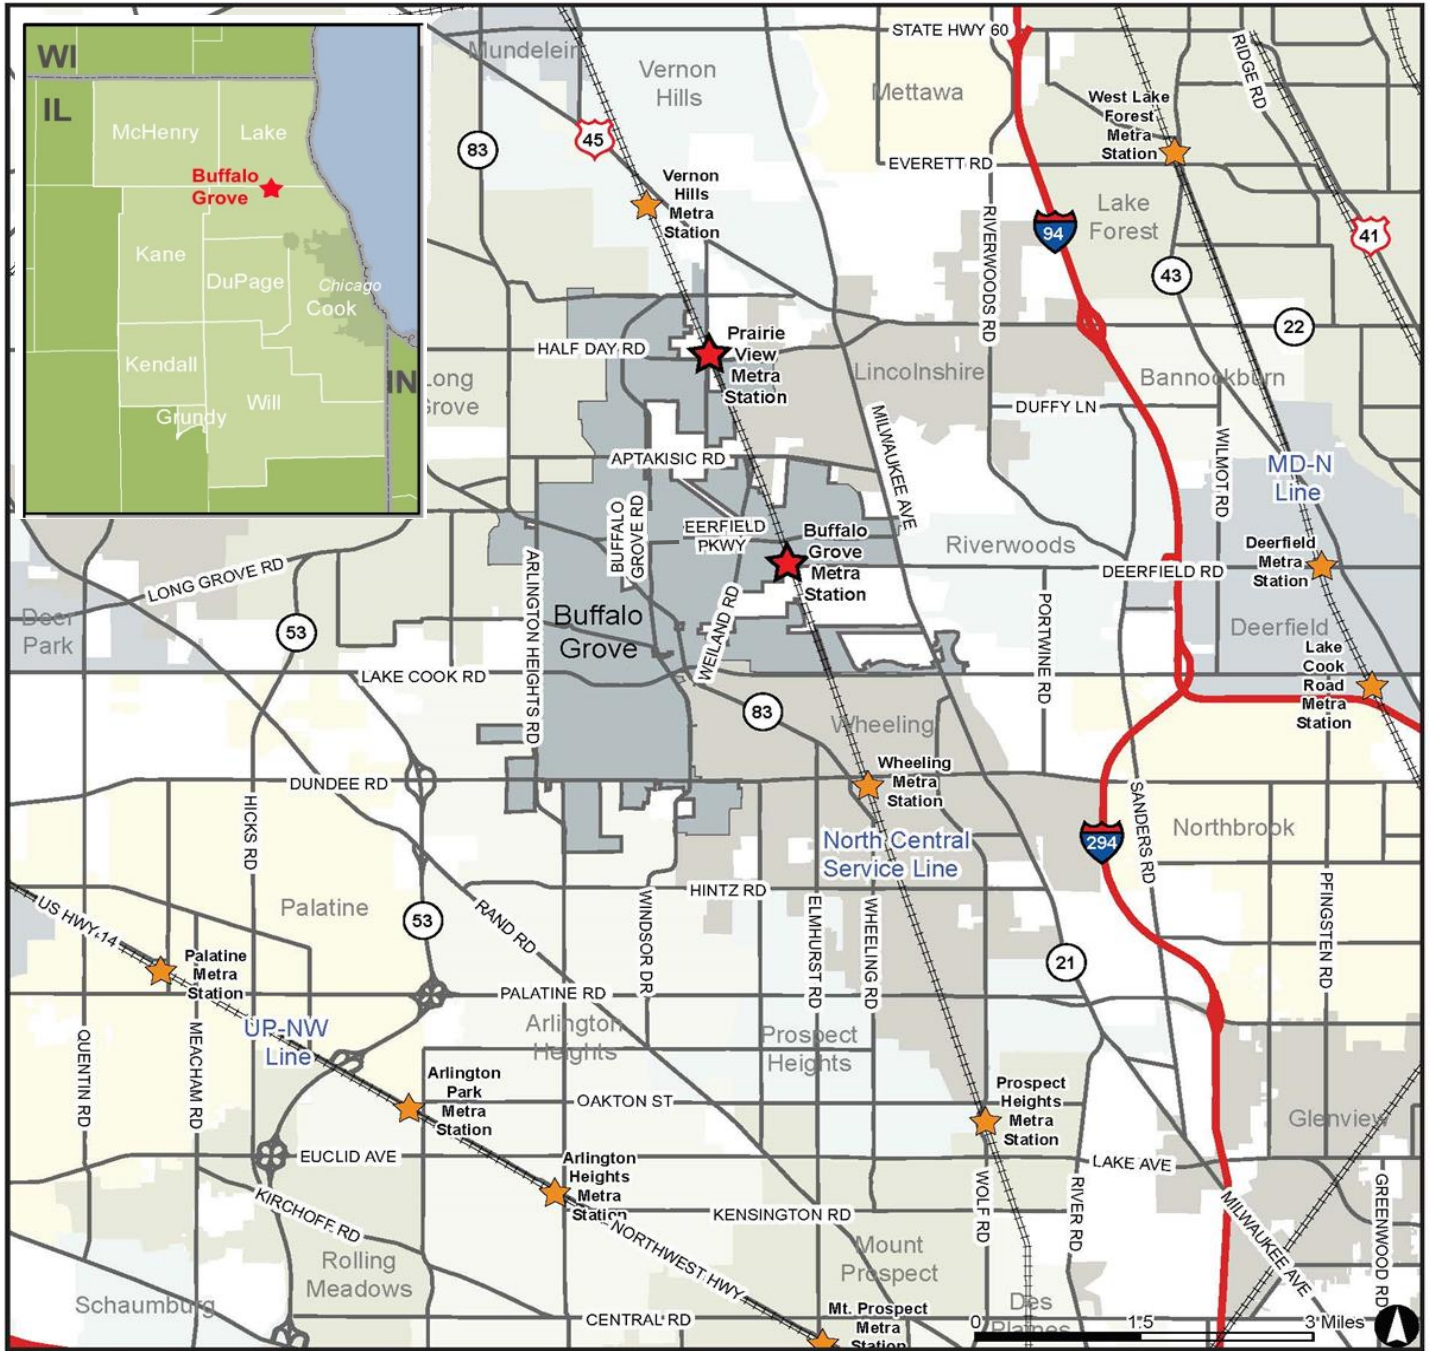 WI
IL
McHenry
Lake
Buffalo
Grove
Kane
DuPage
Chicago
Cook
Kendall
Will
Grundy
IN
Mundelein
Vernon
Hills
STATE HWY 60
Mettawa
RIDGE RD
West Lake
Forest
Metra
Station
83
45
EVERETT RD
Vernon
Hills
Metra
Station
RIVERWOODS RD
94
Lake
Forest
41
43
22
HALF DAY RD
Prairie
View
Metra
Station
Long
Grove
Lincolnshire
Bannockburn
DUFFY LN
MILWAUKEE AVE
WILMOT RD
APTAKISIC RD
MD-N
Line
BUFFALO
GROVE RD
EERFIELD
PKWY
Buffalo
Grove
Metra
Station
Riverwoods
Deerfield
Metra
Station
DEERFIELD RD
LONG GROVE RD
ARLINGTON HEIGHTS RD
Deer
Park
53
Buffalo
Grove
WEILAND RD
PORTWINE RD
Deerfield
Lake
Cook
Road
Metra
Station
LAKE COOK RD
83
Wheeling
Wheeling
Metra
Station
DUNDEE RD
HICKS RD
SANDERS RD
Northbrook
294
North Central
Service Line
HINTZ RD
PFINGSTEN RD
US HWY 14
Palatine
53
RAND RD
WINDSOR DR
ELMHURST RD
WHEELING RD
21
Palatine
Metra
Station
PALATINE RD
UP-NW
Line
QUENTIN RD
MEACHAM RD
Arlington
Heights
Prospect
Heights
Arlington
Park
Metra
Station
OAKTON ST
Prospect
Heights
Metra
Station
Glenview
EUCLID AVE
Arlington
Heights
Metra
Station
LAKE AVE
KIRCHOFF RD
KENSINGTON RD
WOLF RD
RIVER RD
MILWAUKEE AVE
GREENWOOD RD
NORTHWEST HWY
Rolling
Meadows
Mount
Prospect
Schaumburg
CENTRAL RD
Mt. Prospect
Metra
Station
Des
Plaines
0 1.5 3 Miles